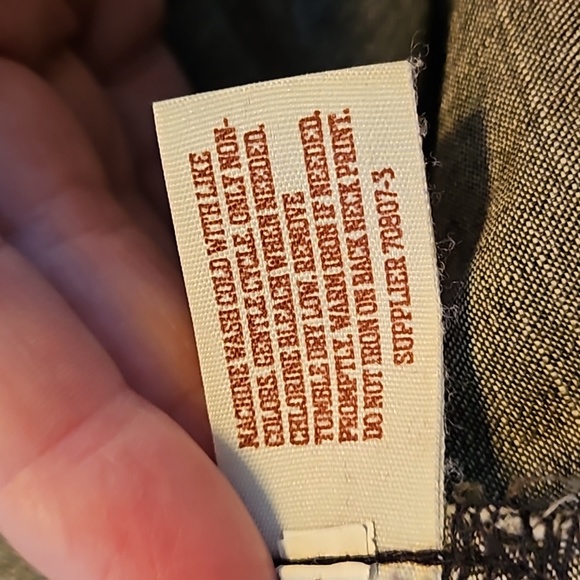 MACHINE WASH COLD WITH LIKE
COLORS, GENTLE CYCLE. ONLY NON-
CHLORINE BLEACH WHEN NEEDED.
TUMBLE DRY LOW, REMOVE
PROMPTLY. WARM IRON IF NEEDED.
DO NOT IRON ON BACK NECK PRINT.
SUPPLIER 70807-3